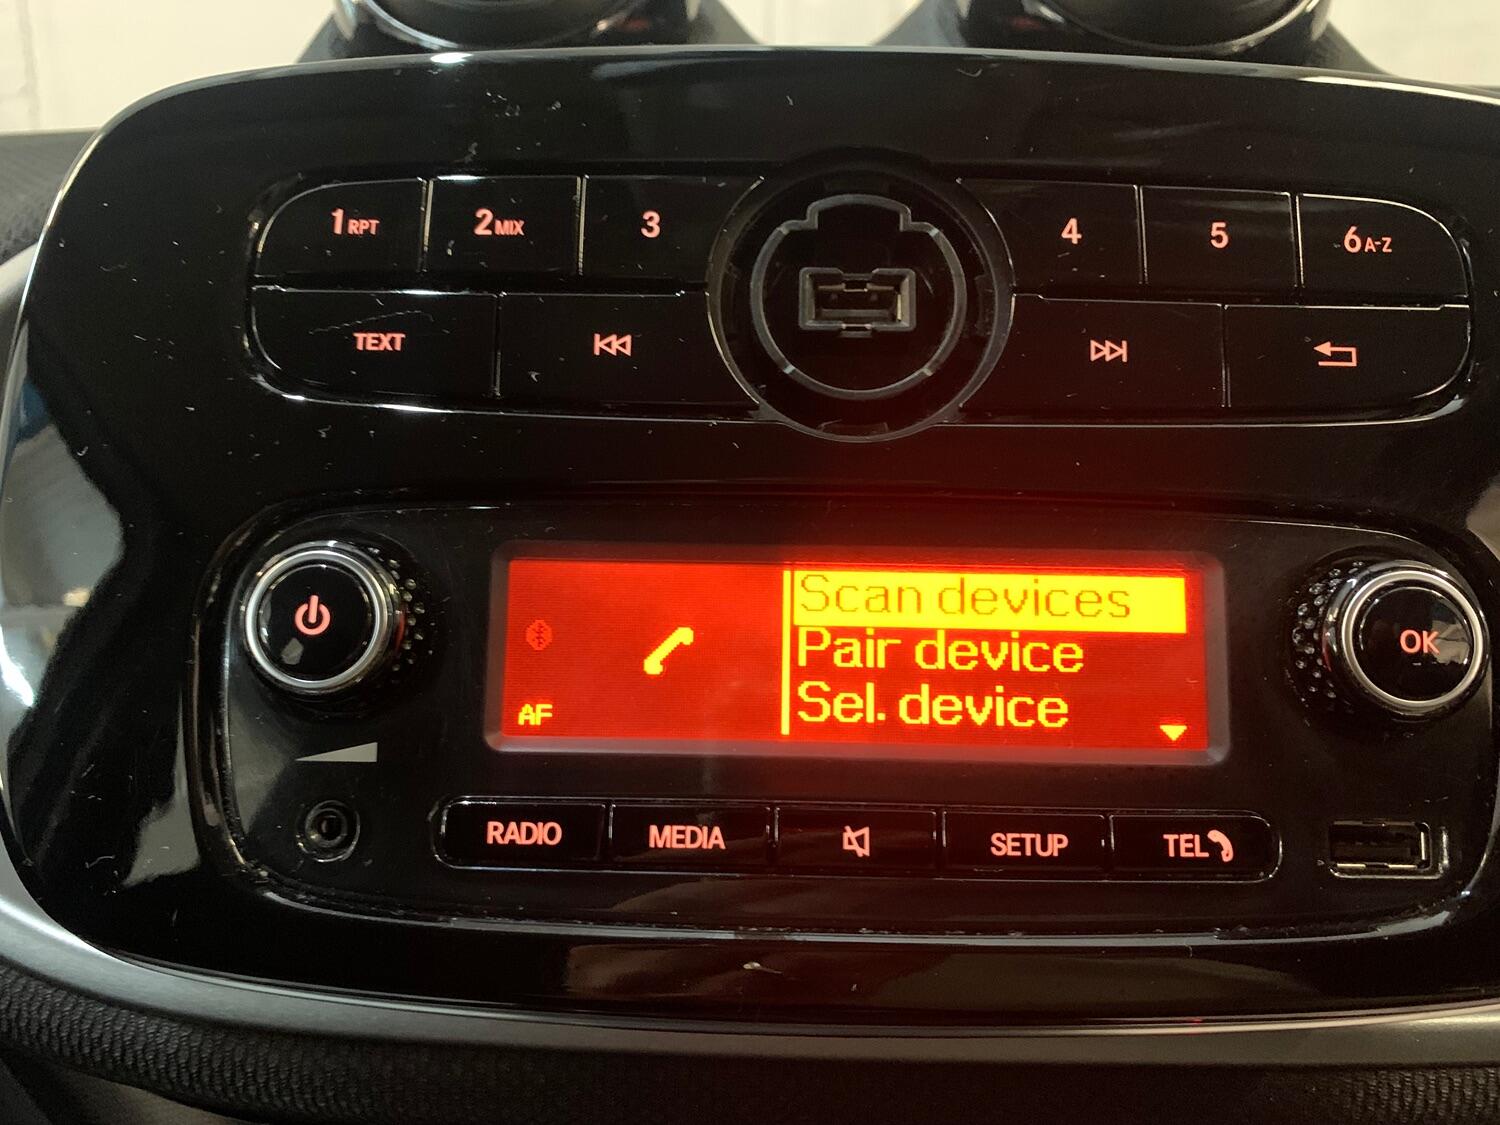 1 RPT
2 MIX
3
4
5
6 A-Z
TEXT
Scan devices
Pair device
Sel. device
AF
OK
RADIO
MEDIA
SETUP
TEL